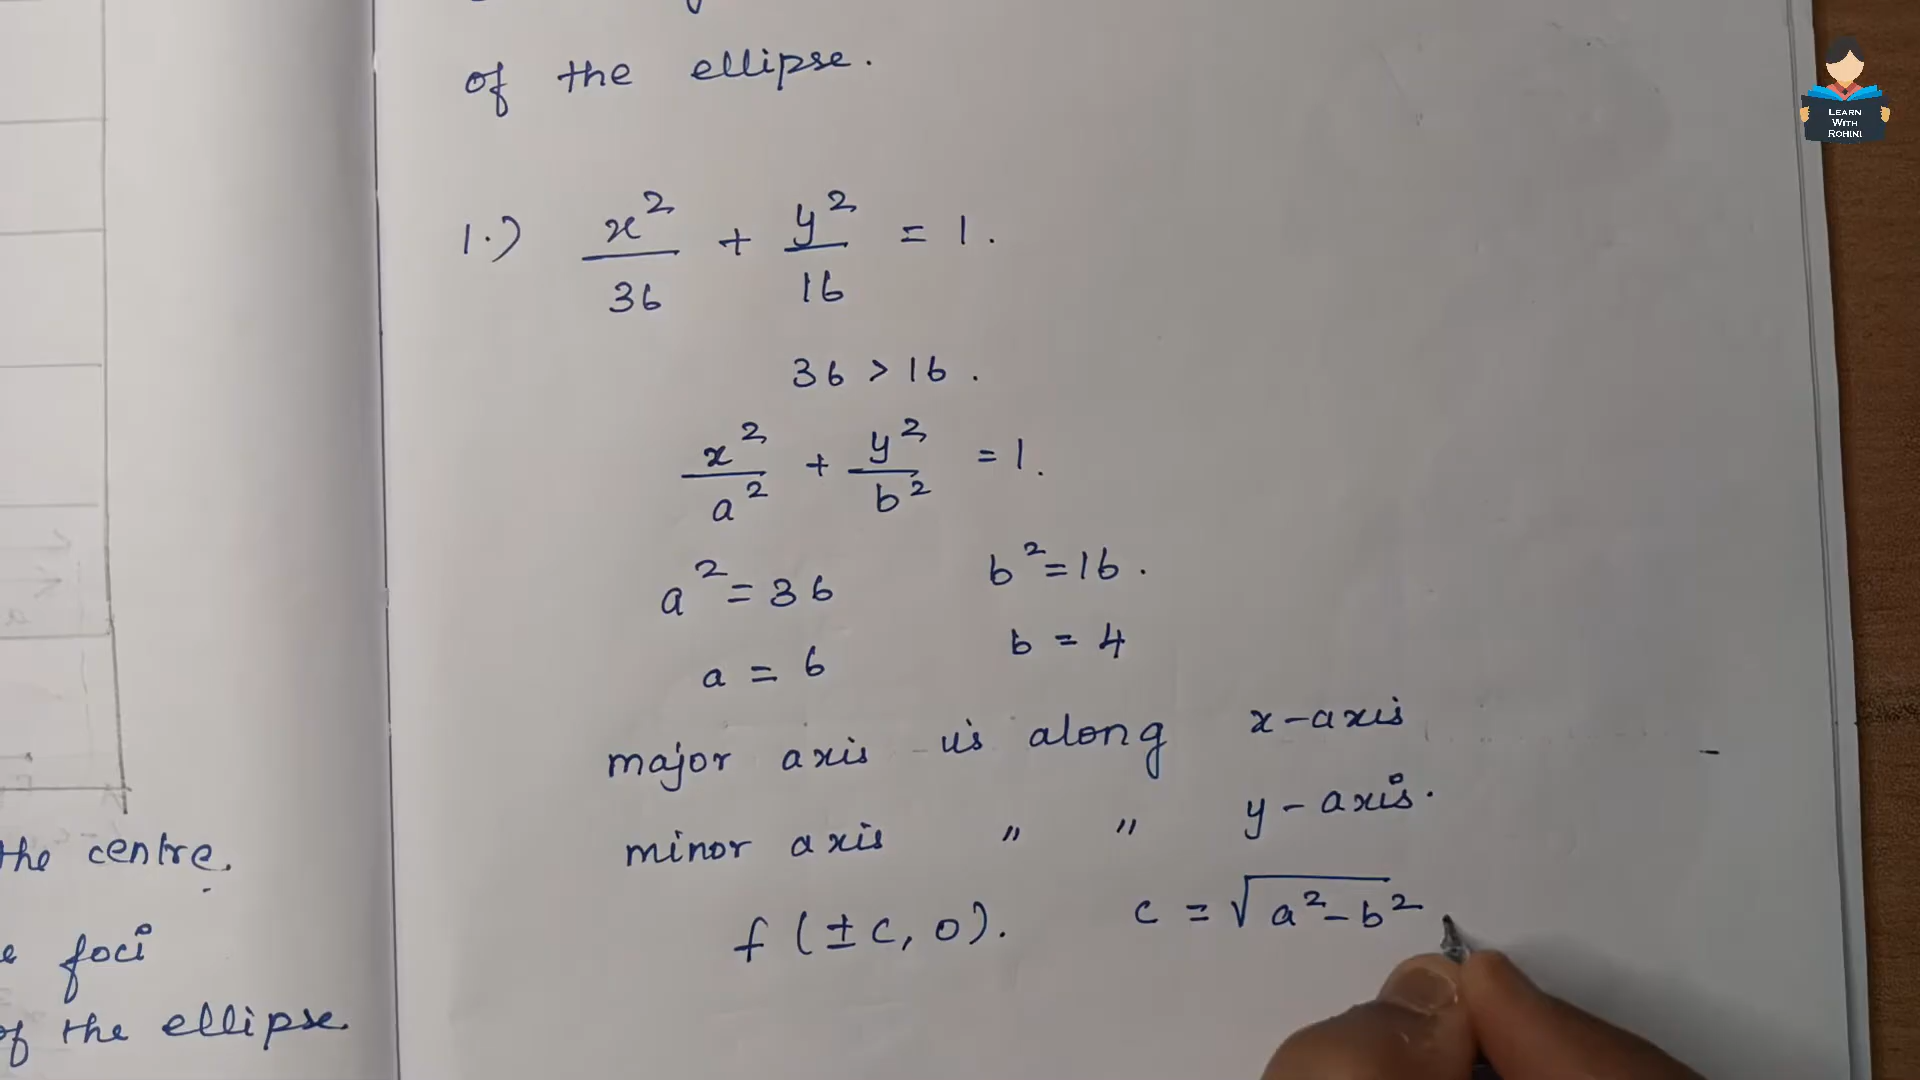 of the ellipse.
1.) x²/36 + y²/16 = 1.
36 > 16.
x²/a² + y²/b² = 1.
a² = 36 b² = 16.
a = 6 b = 4
major axis is along x-axis
minor axis " " y-axis.
f (±c, 0). c = √a²-b²
the centre.
foci
of the ellipse.
LEARN
WITH
ROHINI